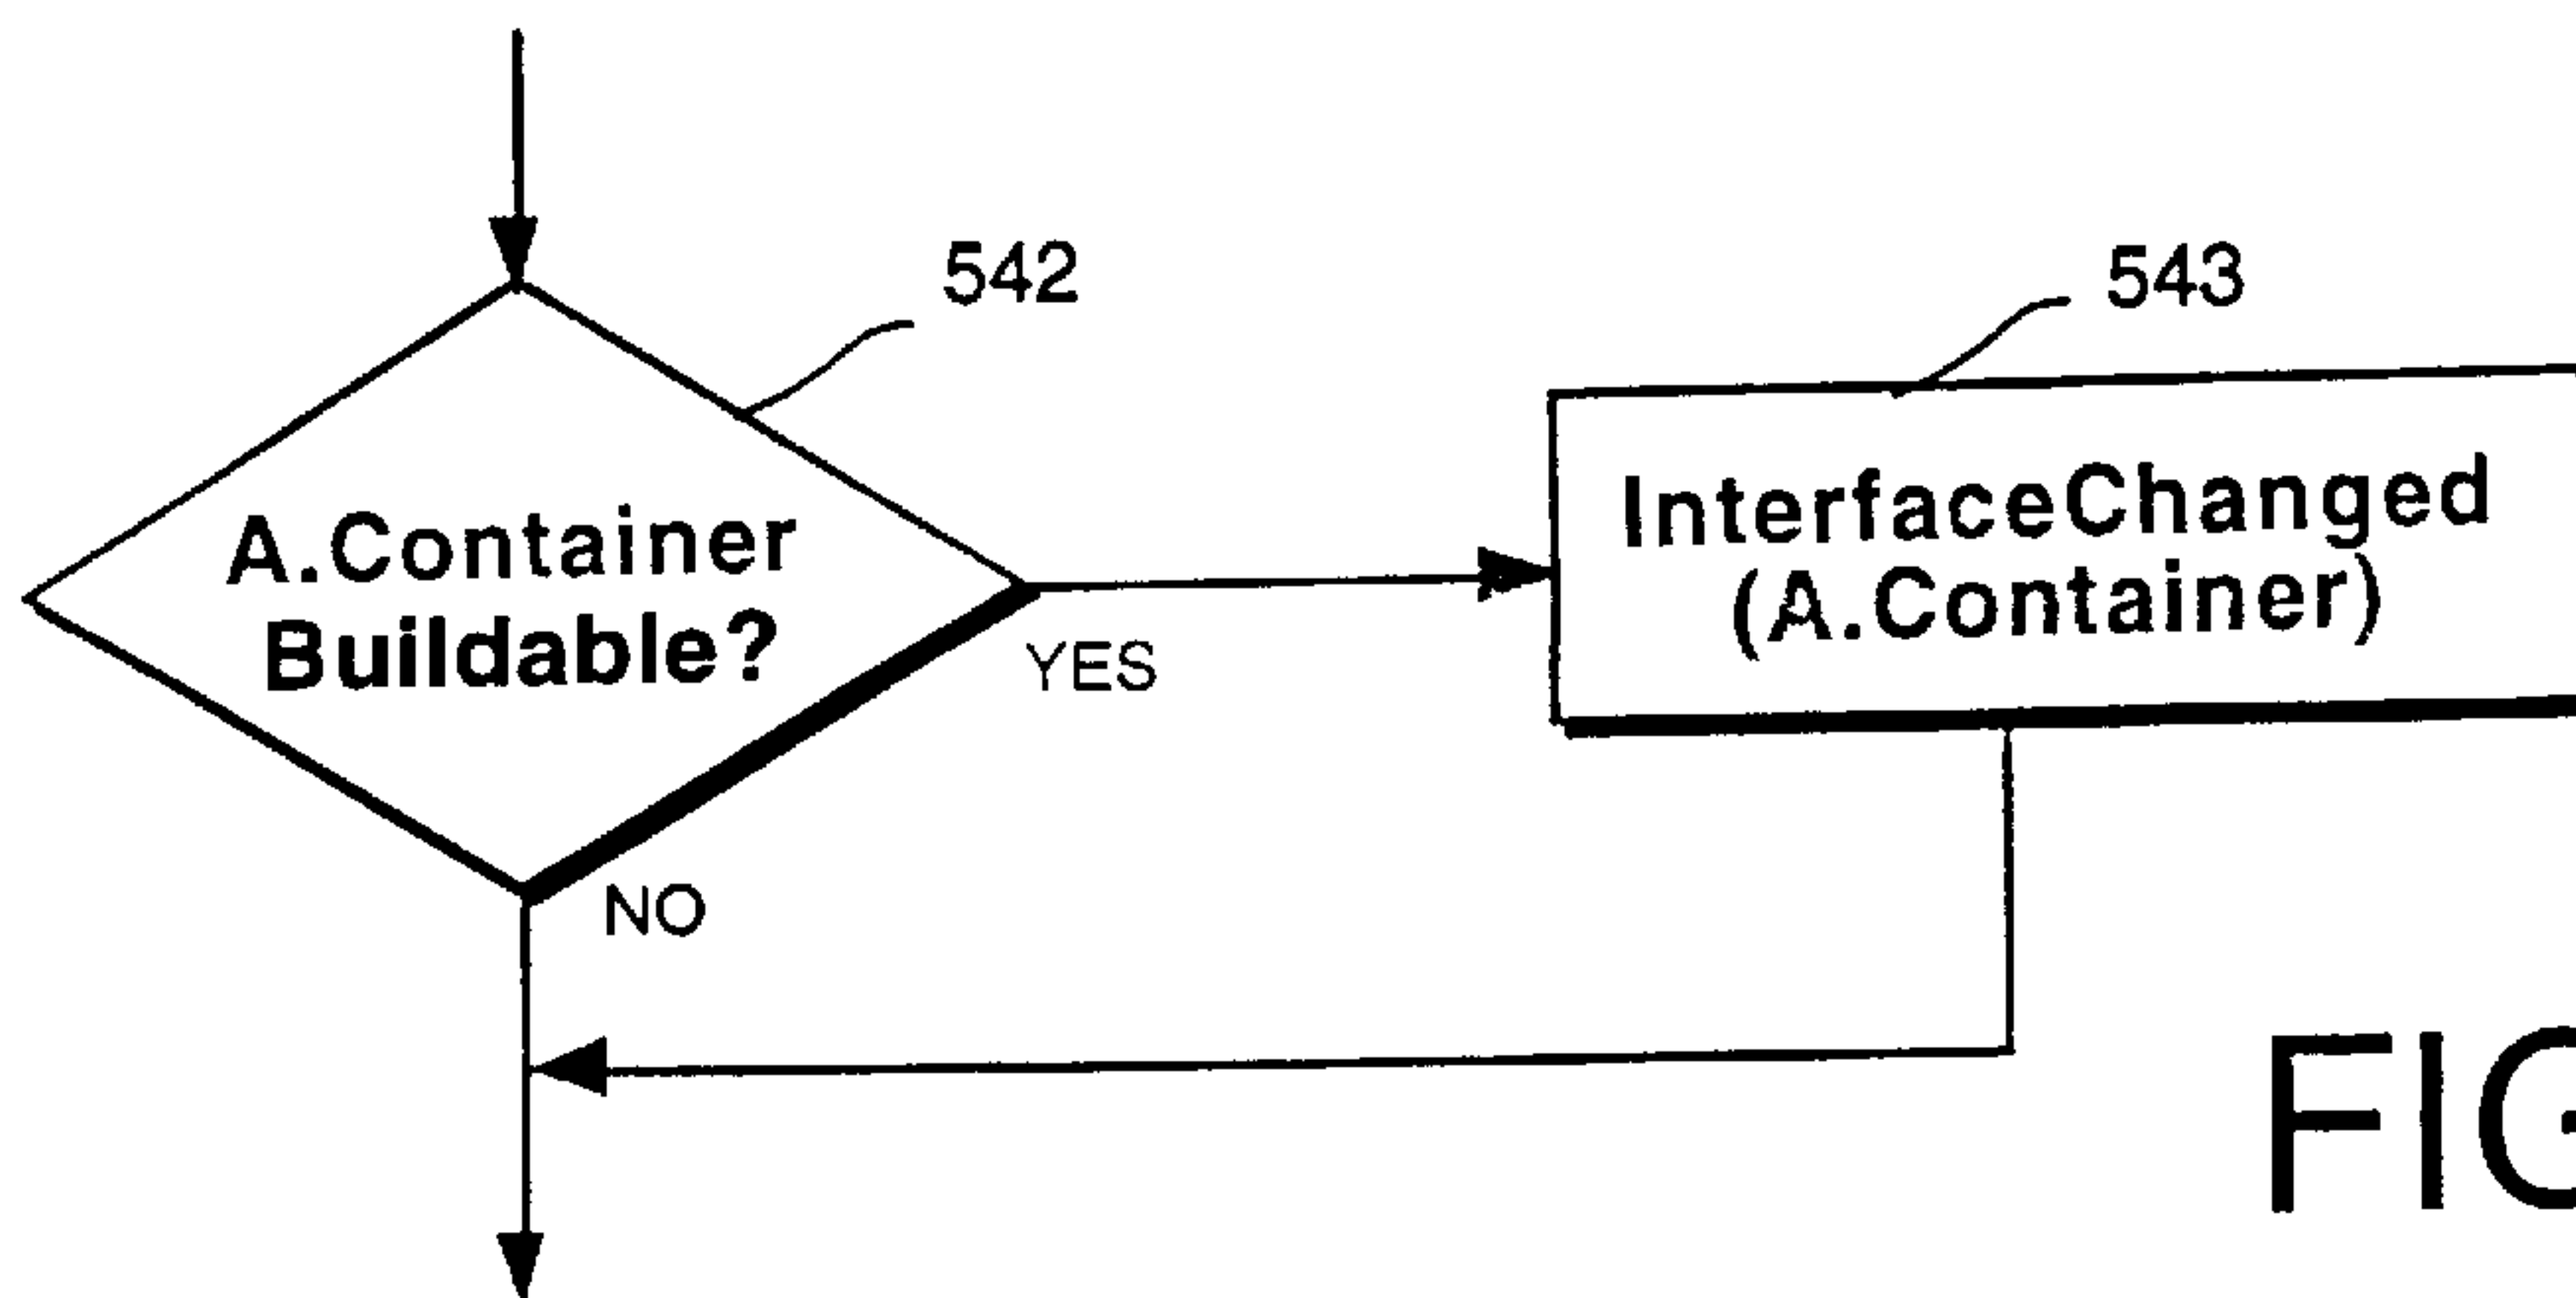 542
543
A.Container
Buildable?
InterfaceChanged
(A.Container)
YES
NO
FIG